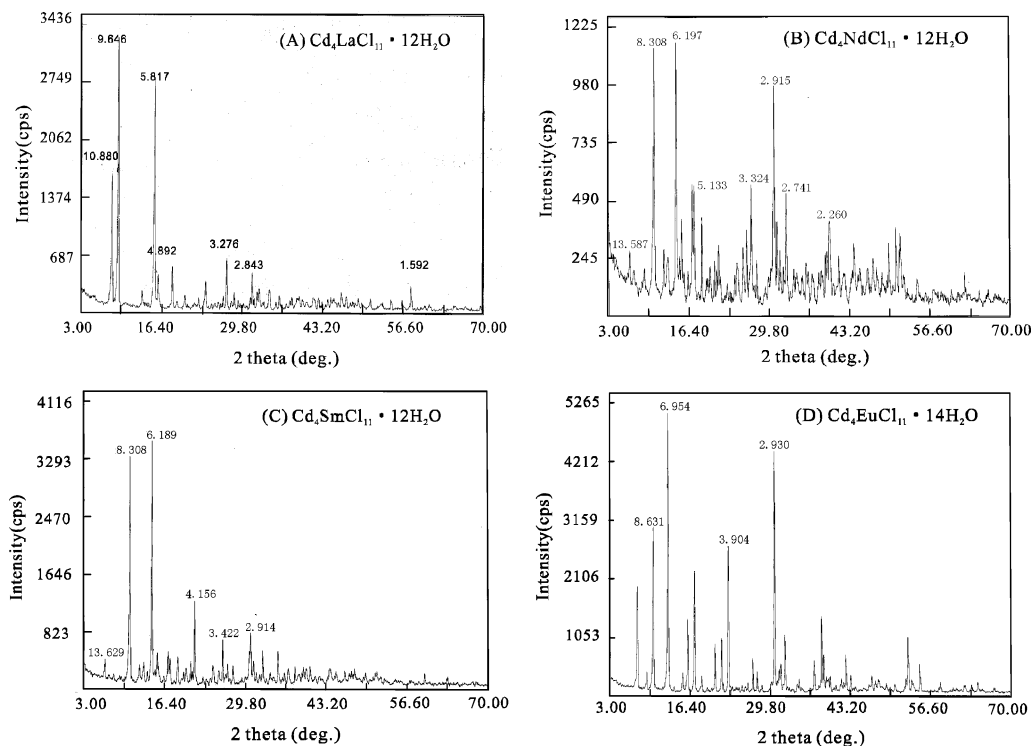 (A) Cd₄LaCl₁₁ • 12H₂O
Intensity(cps)
3436
2749
2062
1374
687
9.646
10.880
5.817
4.892
3.276
2.843
1.592
3.00 16.40 29.80 43.20 56.60 70.00
2 theta (deg.)
(B) Cd₄NdCl₁₁ • 12H₂O
Intensity(cps)
1225
980
735
490
245
8.308
6.197
2.915
13.587
5.133
3.324
2.741
2.260
3.00 16.40 29.80 43.20 56.60 70.00
2 theta (deg.)
(C) Cd₄SmCl₁₁ • 12H₂O
Intensity(cps)
4116
3293
2470
1646
823
8.308
6.189
13.629
4.156
3.422
2.914
3.00 16.40 29.80 43.20 56.60 70.00
2 theta (deg.)
(D) Cd₄EuCl₁₁ • 14H₂O
Intensity (cps)
5265
4212
3159
2106
1053
6.954
8.631
3.904
2.930
3.00 16.40 29.80 43.20 56.60 70.00
2 theta (deg.)